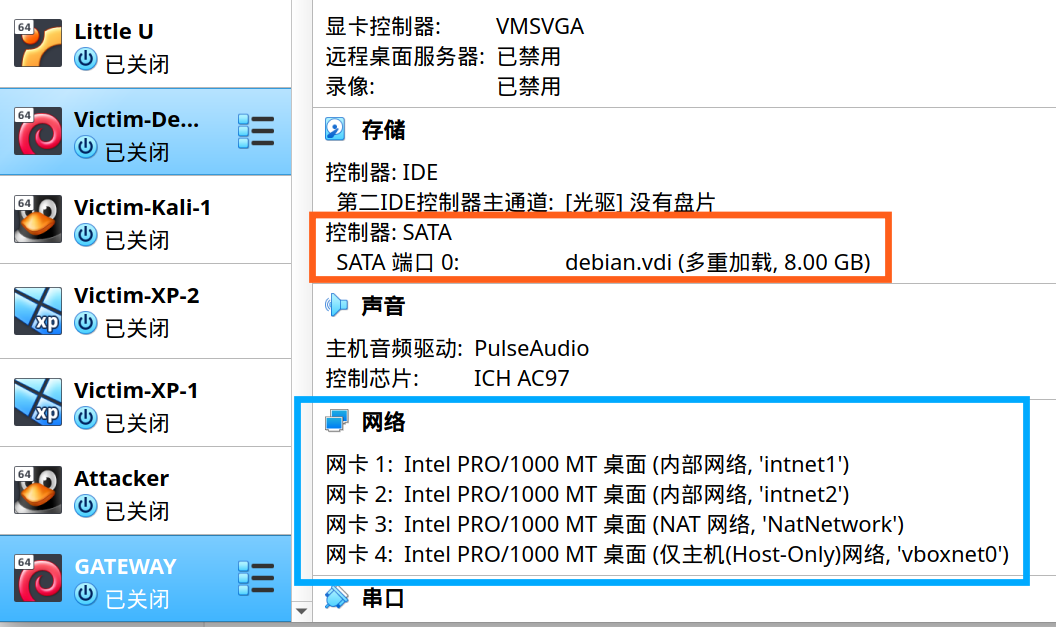 64
Little U
已关闭
64
Victim-De...
已关闭
64
Victim-Kali-1
已关闭
xp
Victim-XP-2
已关闭
xp
Victim-XP-1
已关闭
64
Attacker
已关闭
64
GATEWAY
已关闭
显卡控制器: VMSVGA
远程桌面服务器: 已禁用
录像: 已禁用
存储
控制器: IDE
第二IDE控制器主通道: [光驱] 没有盘片
控制器: SATA
SATA 端口 0: debian.vdi (多重加载, 8.00 GB)
声音
主机音频驱动: PulseAudio
控制芯片: ICH AC97
网络
网卡 1: Intel PRO/1000 MT 桌面 (内部网络, 'intnet1')
网卡 2: Intel PRO/1000 MT 桌面 (内部网络, 'intnet2')
网卡 3: Intel PRO/1000 MT 桌面 (NAT 网络, 'NatNetwork')
网卡 4: Intel PRO/1000 MT 桌面 (仅主机(Host-Only)网络, 'vboxnet0')
串口